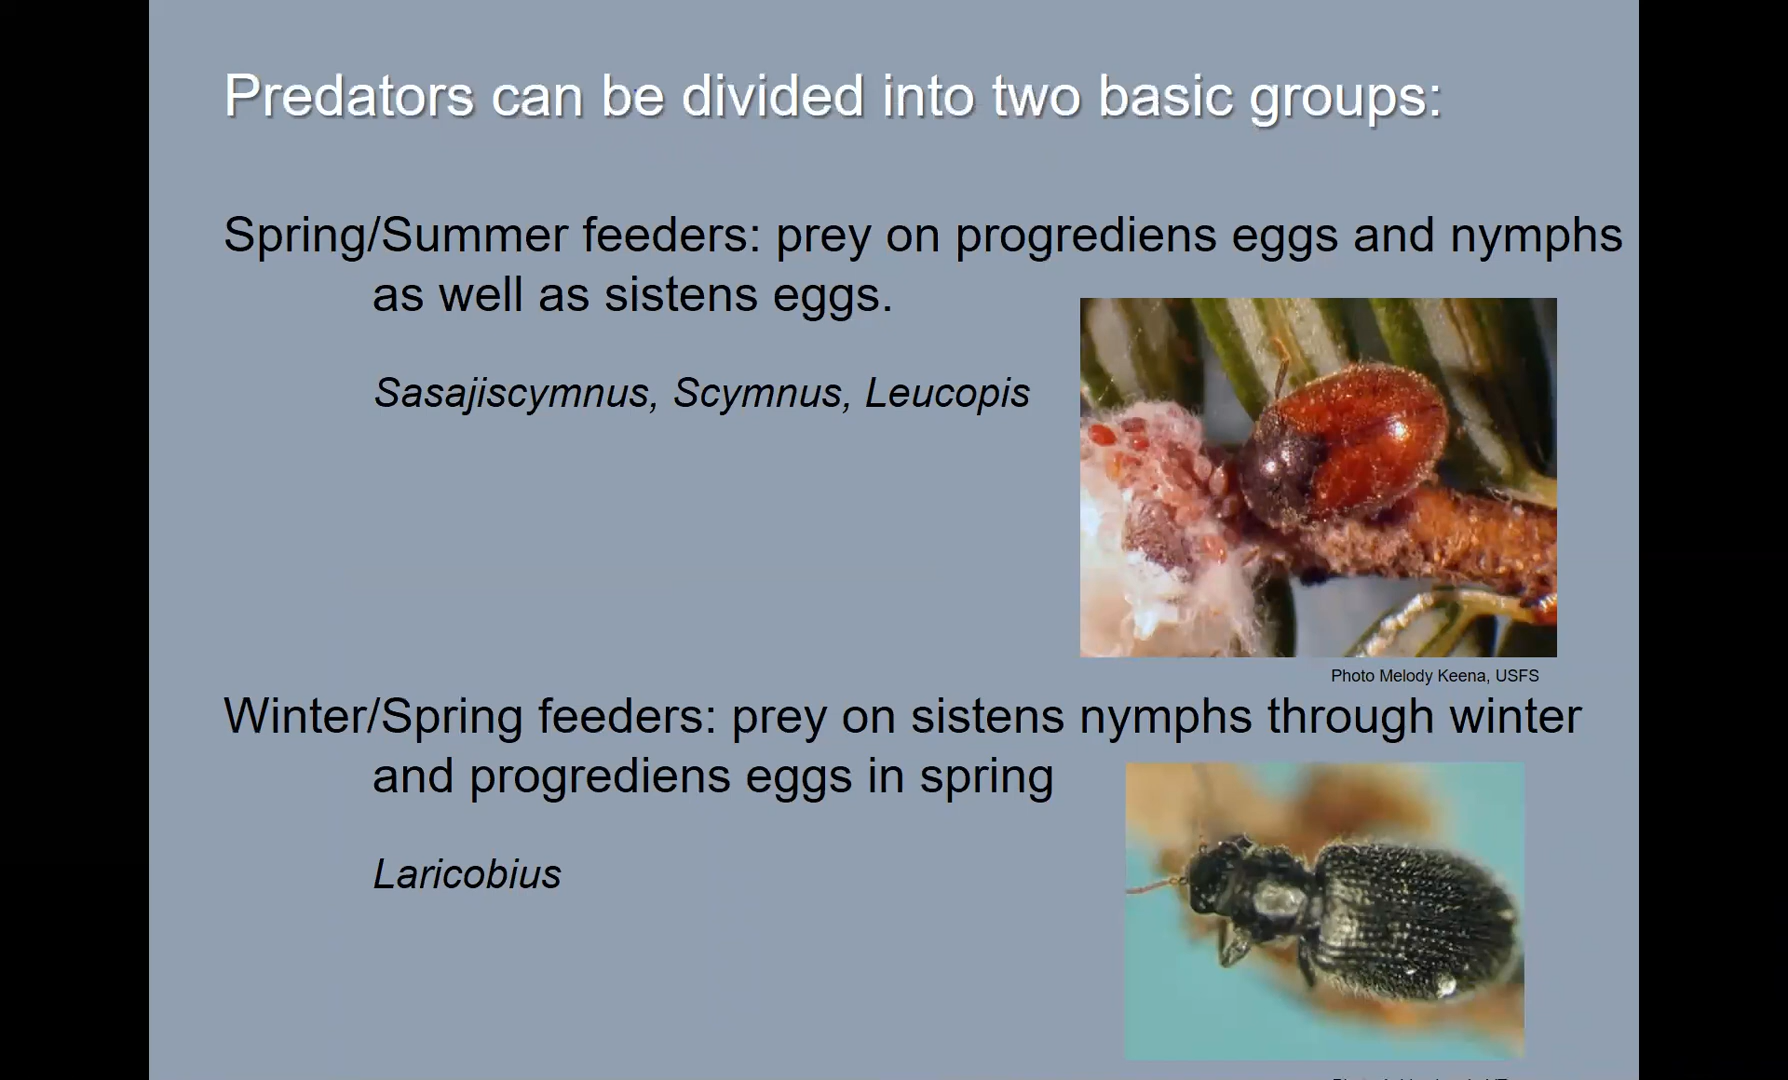 Predators can be divided into two basic groups:
Spring/Summer feeders: prey on progrediens eggs and nymphs
as well as sistens eggs.
Sasajiscymnus, Scymnus, Leucopis
Photo Melody Keena, USFS
Winter/Spring feeders: prey on sistens nymphs through winter
and progrediens eggs in spring
Laricobius